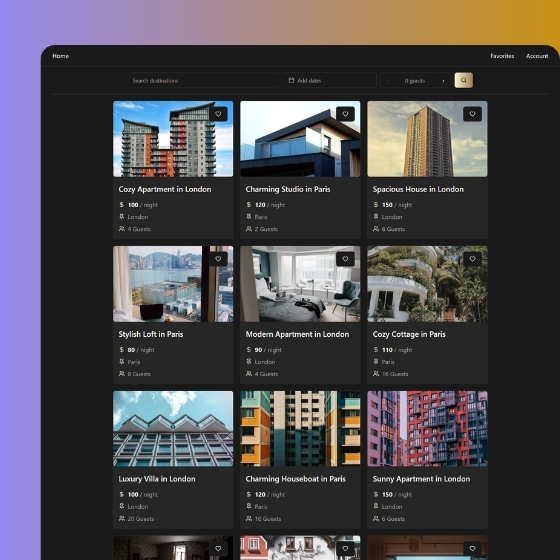 Home Favorites Account
Search destinations Add dates 0 guests
Cozy Apartment in London Charming Studio in Paris Spacious House in London
$ 100 / night $ 120 / night $ 150 / night
London Paris London
4 Guests 2 Guests 6 Guests
Stylish Loft in Paris Modern Apartment in London Cozy Cottage in Paris
$ 80 / night $ 90 / night $ 110 / night
Paris London Paris
8 Guests 4 Guests 16 Guests
Luxury Villa in London Charming Houseboat in Paris Sunny Apartment in London
$ 100 / night $ 120 / night $ 150 / night
London Paris London
20 Guests 10 Guests 6 Guests